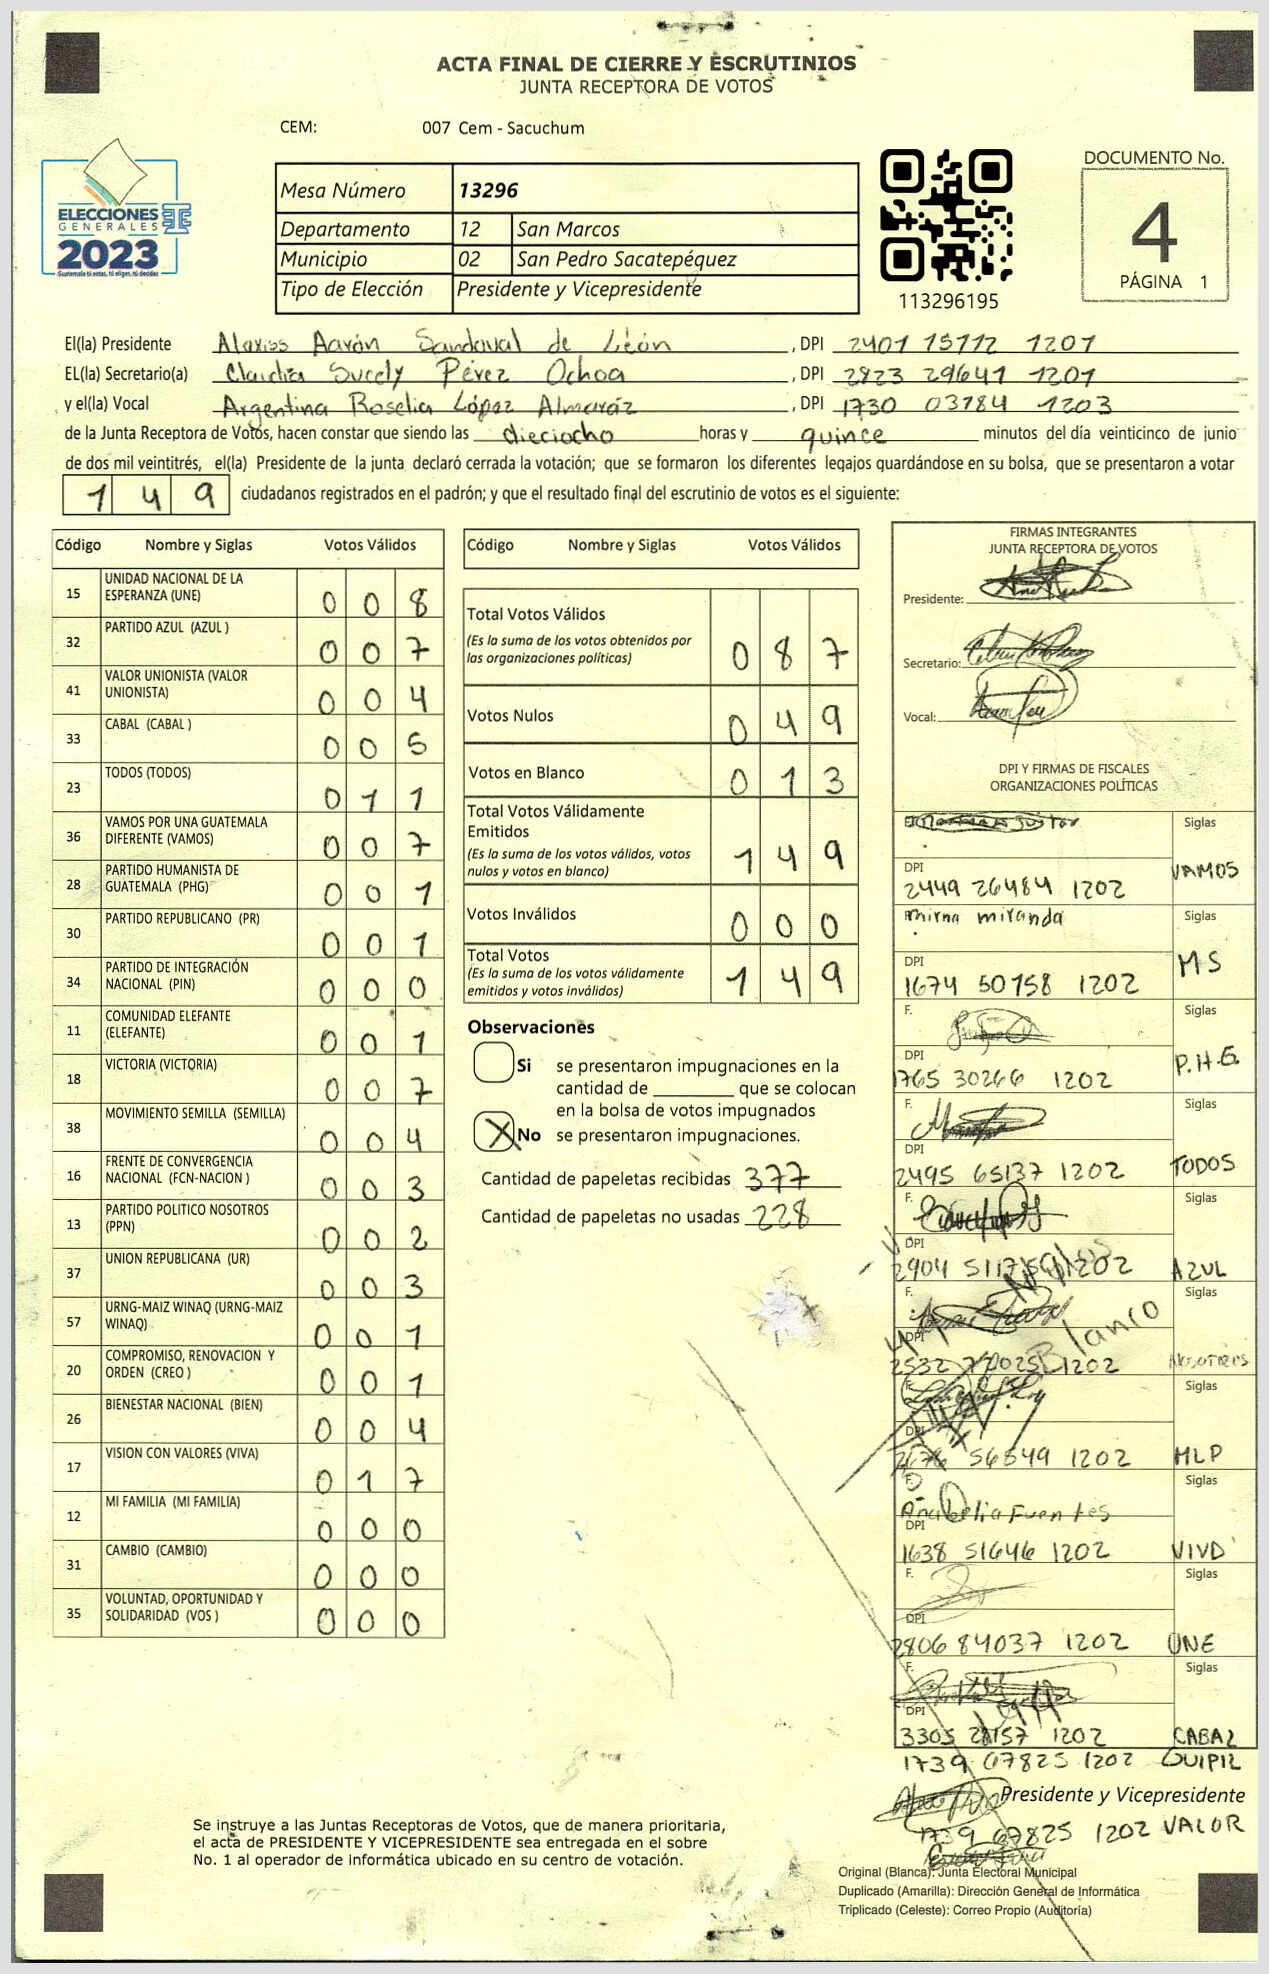 ACTA FINAL DE CIERRE Y ESCRUTINIOS
JUNTA RECEPTORA DE VOTOS
CEM: 007 Cem - Sacuchum
ELECCIONES
GENERALES
2023
Guatemala tú votas, tú eliges, tú decides
Mesa Número 13296
Departamento 12 San Marcos
Municipio 02 San Pedro Sacatepéquez
Tipo de Elección Presidente y Vicepresidente
113296195
DOCUMENTO No.
4
PÁGINA 1
El(la) Presidente Alexiss Aarón Sandoval de León , DPI 2401 15112 1201
EL(la) Secretario(a) Claudia Sucely Pérez Ochoa , DPI 2823 29641 1201
y el(la) Vocal Argentina Roselia López Almaráz , DPI 1730 03784 1203
de la Junta Receptora de Votos, hacen constar que siendo las dieciocho horas y quince minutos del día veinticinco de junio
de dos mil veintitrés, el(la) Presidente de la junta declaró cerrada la votación; que se formaron los diferentes legajos guardándose en su bolsa, que se presentaron a votar
1 4 9 ciudadanos registrados en el padrón; y que el resultado final del escrutinio de votos es el siguiente:
Código Nombre y Siglas Votos Válidos
15 UNIDAD NACIONAL DE LA ESPERANZA (UNE) 0 0 8
32 PARTIDO AZUL (AZUL ) 0 0 7
41 VALOR UNIONISTA (VALOR UNIONISTA) 0 0 4
33 CABAL (CABAL ) 0 0 5
23 TODOS (TODOS) 0 1 1
36 VAMOS POR UNA GUATEMALA DIFERENTE (VAMOS) 0 0 7
28 PARTIDO HUMANISTA DE GUATEMALA (PHG) 0 0 1
30 PARTIDO REPUBLICANO (PR) 0 0 1
34 PARTIDO DE INTEGRACIÓN NACIONAL (PIN) 0 0 0
11 COMUNIDAD ELEFANTE (ELEFANTE) 0 0 1
18 VICTORIA (VICTORIA) 0 0 7
38 MOVIMIENTO SEMILLA (SEMILLA) 0 0 4
16 FRENTE DE CONVERGENCIA NACIONAL (FCN-NACION ) 0 0 3
13 PARTIDO POLITICO NOSOTROS (PPN) 0 0 2
37 UNION REPUBLICANA (UR) 0 0 3
57 URNG-MAIZ WINAQ (URNG-MAIZ WINAQ) 0 0 1
20 COMPROMISO, RENOVACION Y ORDEN (CREO ) 0 0 1
26 BIENESTAR NACIONAL (BIEN) 0 0 4
17 VISION CON VALORES (VIVA) 0 1 7
12 MI FAMILIA (MI FAMILIA) 0 0 0
31 CAMBIO (CAMBIO) 0 0 0
35 VOLUNTAD, OPORTUNIDAD Y SOLIDARIDAD (VOS ) 0 0 0
Código Nombre y Siglas Votos Válidos
Total Votos Válidos 0 8 7
(Es la suma de los votos obtenidos por
las organizaciones políticas)
Votos Nulos 0 4 9
Votos en Blanco 0 1 3
Total Votos Válidamente
Emitidos
(Es la suma de los votos válidos, votos
nulos y votos en blanco) 1 4 9
Votos Inválidos 0 0 0
Total Votos
(Es la suma de los votos válidamente
emitidos y votos inválidos) 1 4 9
Observaciones
Si se presentaron impugnaciones en la
cantidad de que se colocan
en la bolsa de votos impugnados
X No se presentaron impugnaciones.
Cantidad de papeletas recibidas 377
Cantidad de papeletas no usadas 228
FIRMAS INTEGRANTES
JUNTA RECEPTORA DE VOTOS
Presidente:
Secretario:
Vocal:
DPI Y FIRMAS DE FISCALES
ORGANIZACIONES POLÍTICAS
Siglas
DPI
2449 26484 1202 VAMOS
mirna miranda Siglas
DPI
1674 50758 1202 MS
F. Siglas
DPI
1765 30266 1202 P.H.G.
F. Siglas
DPI
2495 65137 1202 TODOS
F. Siglas
DPI
2904 1202 AZUL
F. Siglas
DPI
2532 1202 NOSOTROS
Blanco
F. Siglas
DPI
56549 1202 MLP
F. Siglas
Anabelia Fuentes
DPI
1638 51646 1202 VIVA
F. Siglas
DPI
2806 84037 1202 UNE
F. Siglas
DPI
3305 1202 CABAL
1739 67825 1202 QUIPIL
Presidente y Vicepresidente
1739 67825 1202 VALOR
Se instruye a las Juntas Receptoras de Votos, que de manera prioritaria,
el acta de PRESIDENTE Y VICEPRESIDENTE sea entregada en el sobre
No. 1 al operador de informática ubicado en su centro de votación.
Original (Blanca): Junta Electoral Municipal
Duplicado (Amarilla): Dirección General de Informática
Triplicado (Celeste): Correo Propio (Auditoría)